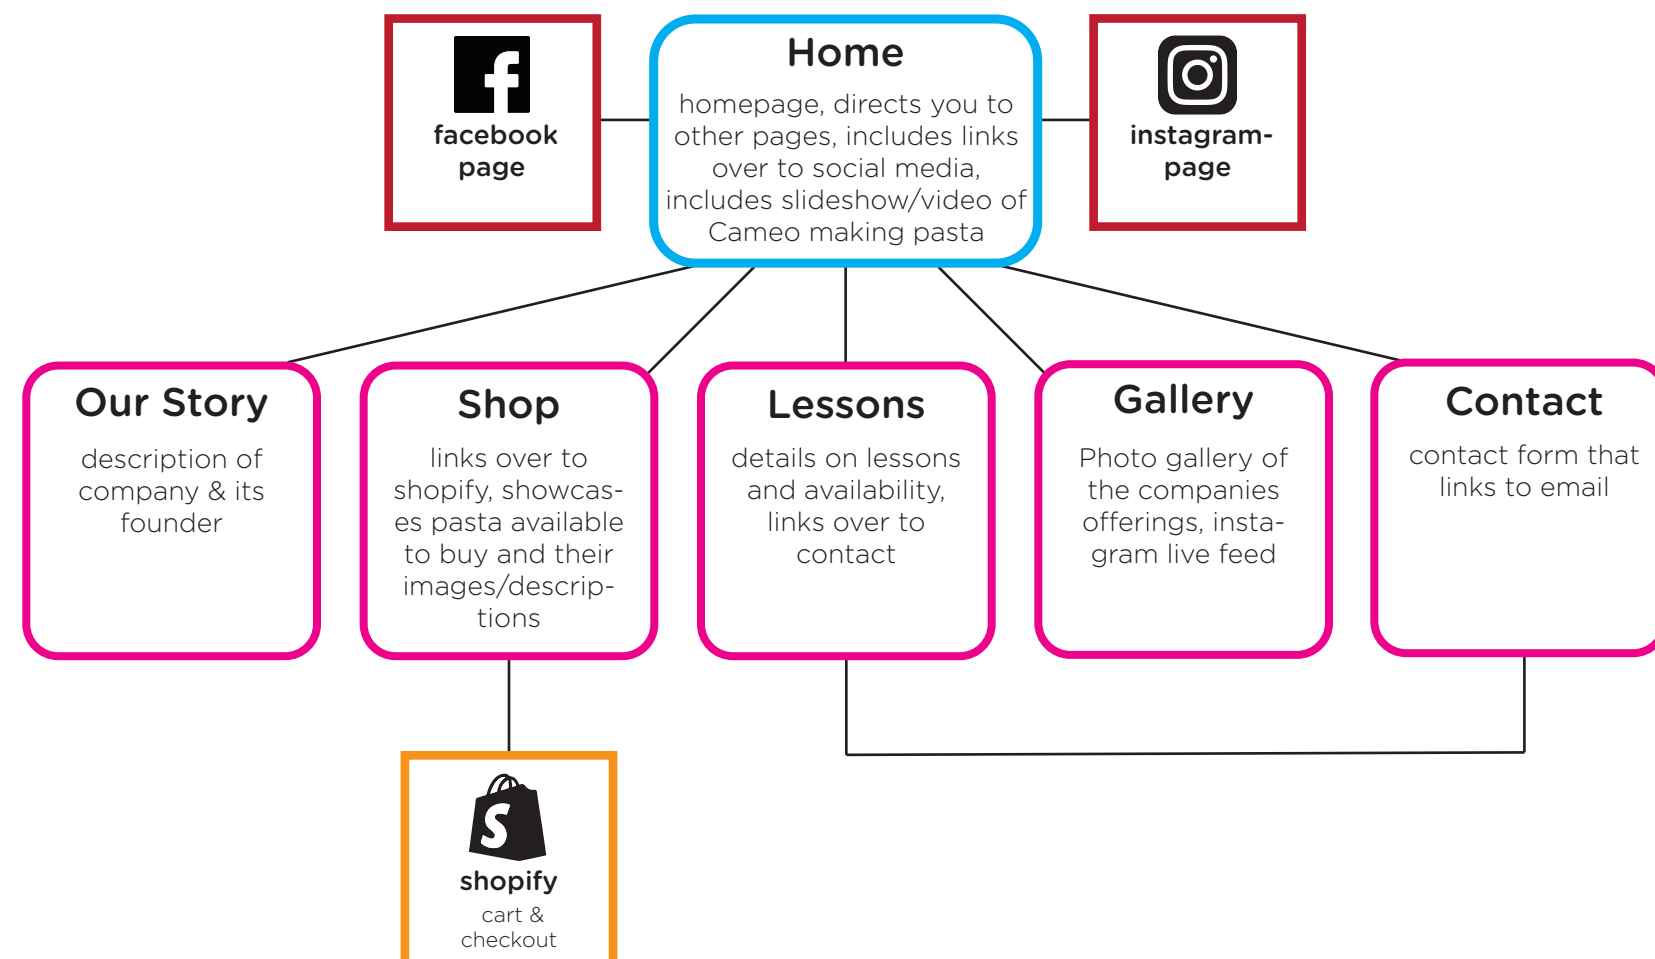 facebook
page
Home
homepage, directs you to
other pages, includes links
over to social media,
includes slideshow/video of
Cameo making pasta
instagram-
page
Our Story
description of
company & its
founder
Shop
links over to
shopify, showcas-
es pasta available
to buy and their
images/descrip-
tions
Lessons
details on lessons
and availability,
links over to
contact
Gallery
Photo gallery of
the companies
offerings, insta-
gram live feed
Contact
contact form that
links to email
shopify
cart &
checkout